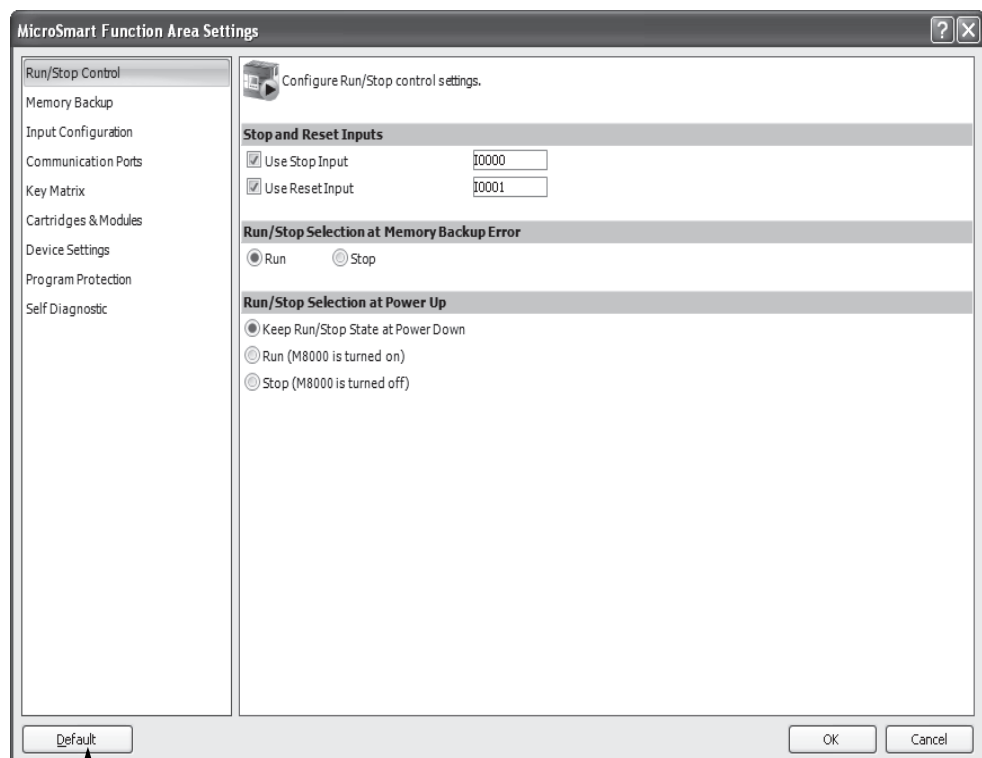 MicroSmart Function Area Settings
Run/Stop Control
Memory Backup
Input Configuration
Communication Ports
Key Matrix
Cartridges & Modules
Device Settings
Program Protection
Self Diagnostic
Configure Run/Stop control settings.
Stop and Reset Inputs
Use Stop Input I0000
Use Reset Input I0001
Run/Stop Selection at Memory Backup Error
Run Stop
Run/Stop Selection at Power Up
Keep Run/Stop State at Power Down
Run (M8000 is turned on)
Stop (M8000 is turned off)
Default OK Cancel